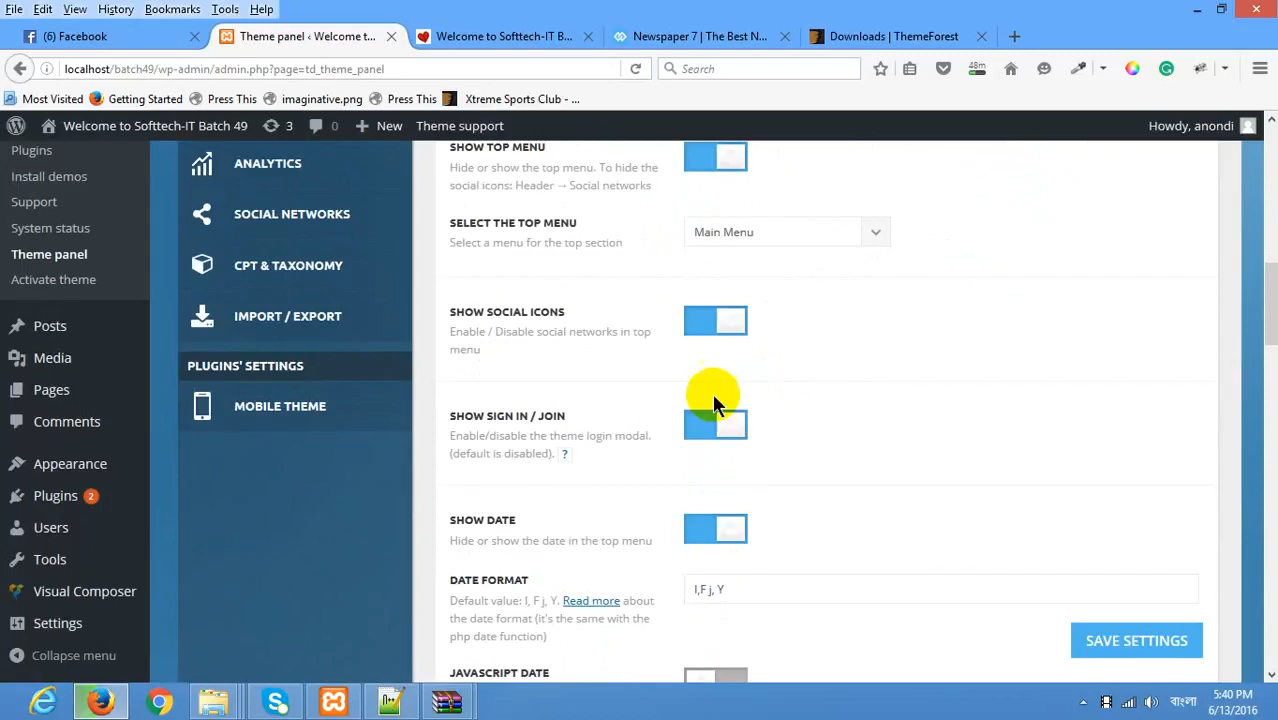 File Edit View History Bookmarks Tools Help
(6) Facebook
Theme panel ‹ Welcome t...
Welcome to Softtech-IT B...
Newspaper 7 | The Best N...
Downloads | ThemeForest
localhost/batch49/wp-admin/admin.php?page=td_theme_panel
Search
48m
Most Visited Getting Started Press This imaginative.png Press This Xtreme Sports Club - ...
Welcome to Softtech-IT Batch 49 3 0 New Theme support
Howdy, anondi
Plugins
Install demos
Support
System status
Theme panel
Activate theme
Posts
Media
Pages
Comments
Appearance
Plugins 2
Users
Tools
Visual Composer
Settings
Collapse menu
ANALYTICS
SOCIAL NETWORKS
CPT & TAXONOMY
IMPORT / EXPORT
PLUGINS' SETTINGS
MOBILE THEME
SHOW TOP MENU
Hide or show the top menu. To hide the
social icons: Header → Social networks
SELECT THE TOP MENU
Select a menu for the top section
Main Menu
SHOW SOCIAL ICONS
Enable / Disable social networks in top
menu
SHOW SIGN IN / JOIN
Enable/disable the theme login modal.
(default is disabled). ?
SHOW DATE
Hide or show the date in the top menu
DATE FORMAT
Default value: l, F j, Y. Read more about
the date format (it's the same with the
php date function)
l,F j, Y
JAVASCRIPT DATE
SAVE SETTINGS
বাংলা
5:40 PM
6/13/2016